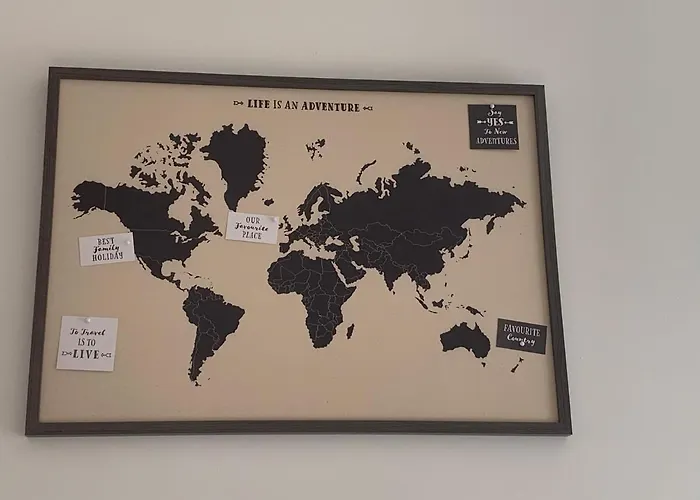 LIFE IS AN ADVENTURE
Say
YES
To New
ADVENTURES
OUR
Favourite
PLACE
BEST
Family
HOLIDAY
To Travel
IS TO
LIVE
FAVOURITE
Country